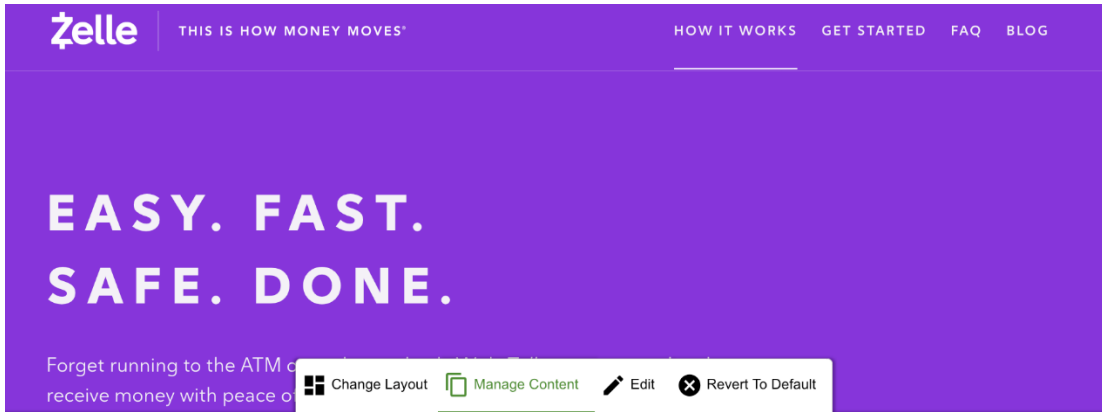 Zelle
THIS IS HOW MONEY MOVES®
HOW IT WORKS GET STARTED FAQ BLOG
EASY. FAST.
SAFE. DONE.
Forget running to the ATM
receive money with peace
Change Layout Manage Content Edit Revert To Default